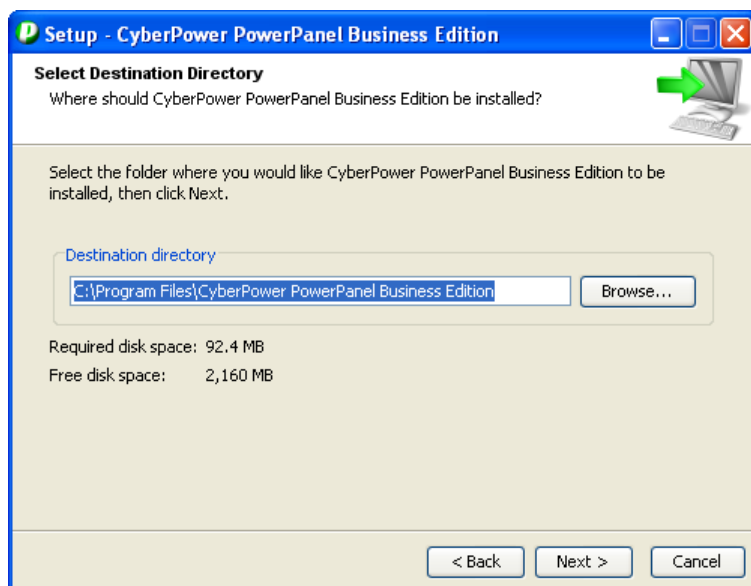 Setup - CyberPower PowerPanel Business Edition
Select Destination Directory
Where should CyberPower PowerPanel Business Edition be installed?
Select the folder where you would like CyberPower PowerPanel Business Edition to be
installed, then click Next.
Destination directory
C:\Program Files\CyberPower PowerPanel Business Edition
Browse...
Required disk space: 92.4 MB
Free disk space: 2,160 MB
< Back Next > Cancel